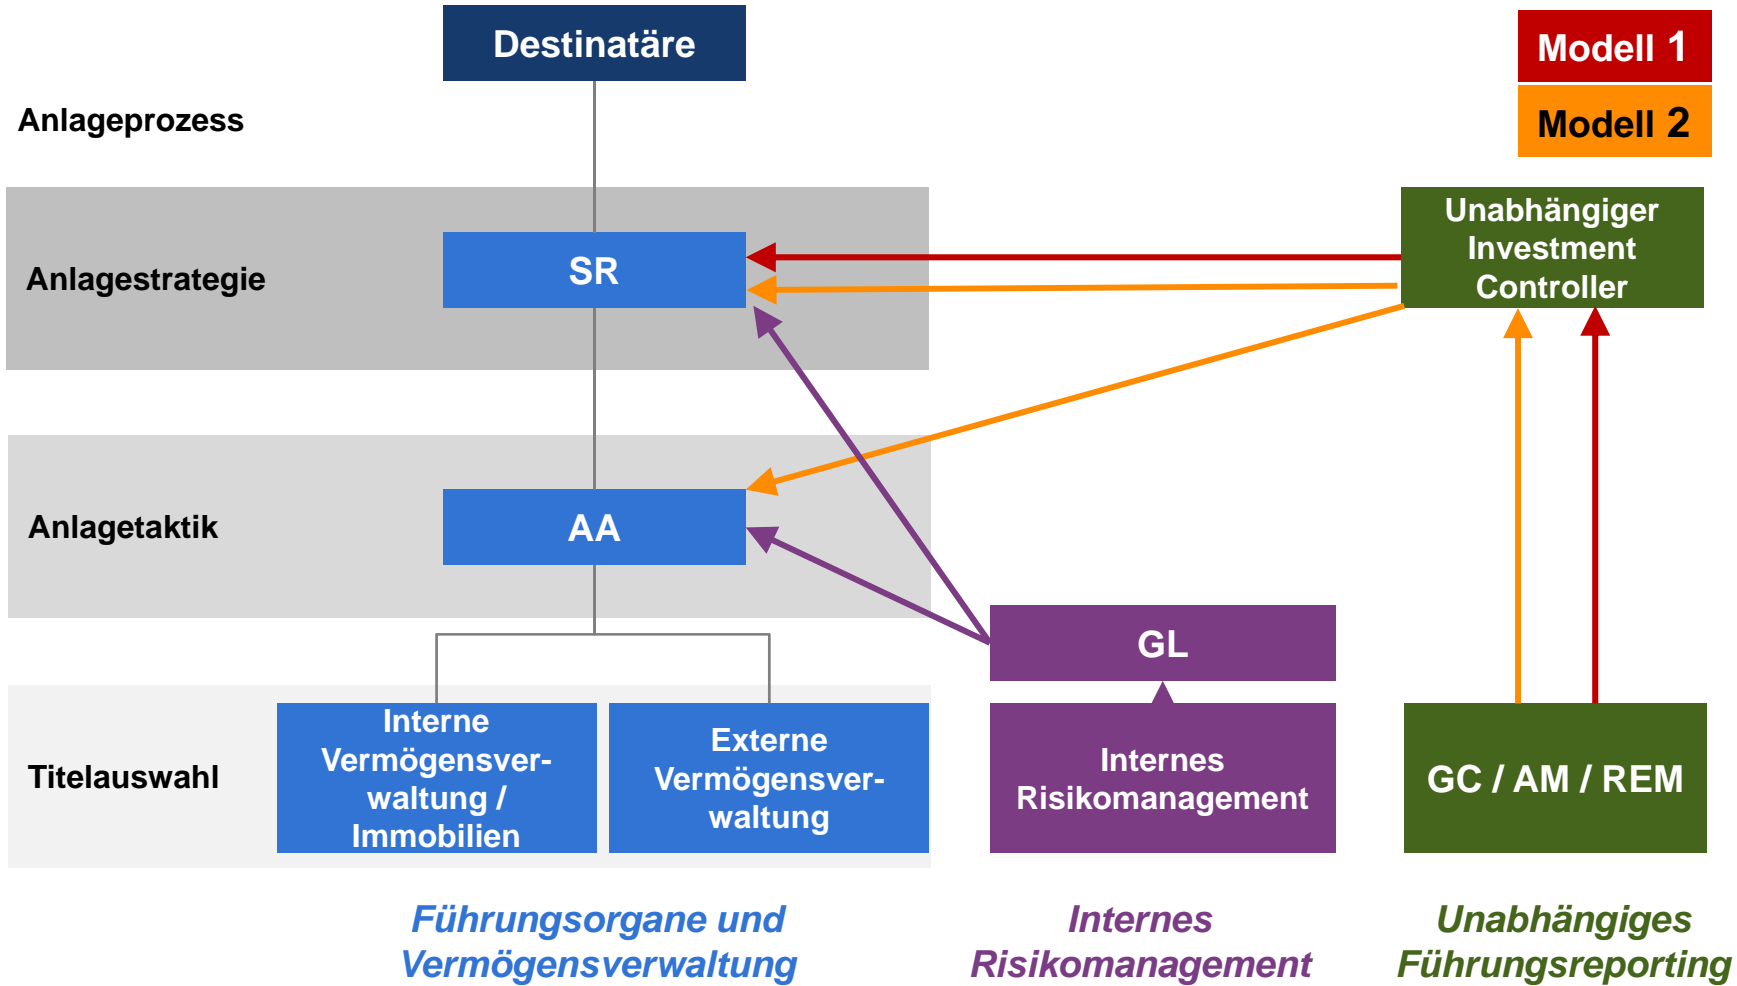 Destinatäre
Modell 1
Modell 2
Anlageprozess
Anlagestrategie
SR
Unabhängiger
Investment
Controller
Anlagetaktik
AA
GL
Titelauswahl
Interne
Vermögensver-
waltung /
Immobilien
Externe
Vermögensver-
waltung
Internes
Risikomanagement
GC / AM / REM
Führungsorgane und
Vermögensverwaltung
Internes
Risikomanagement
Unabhängiges
Führungsreporting